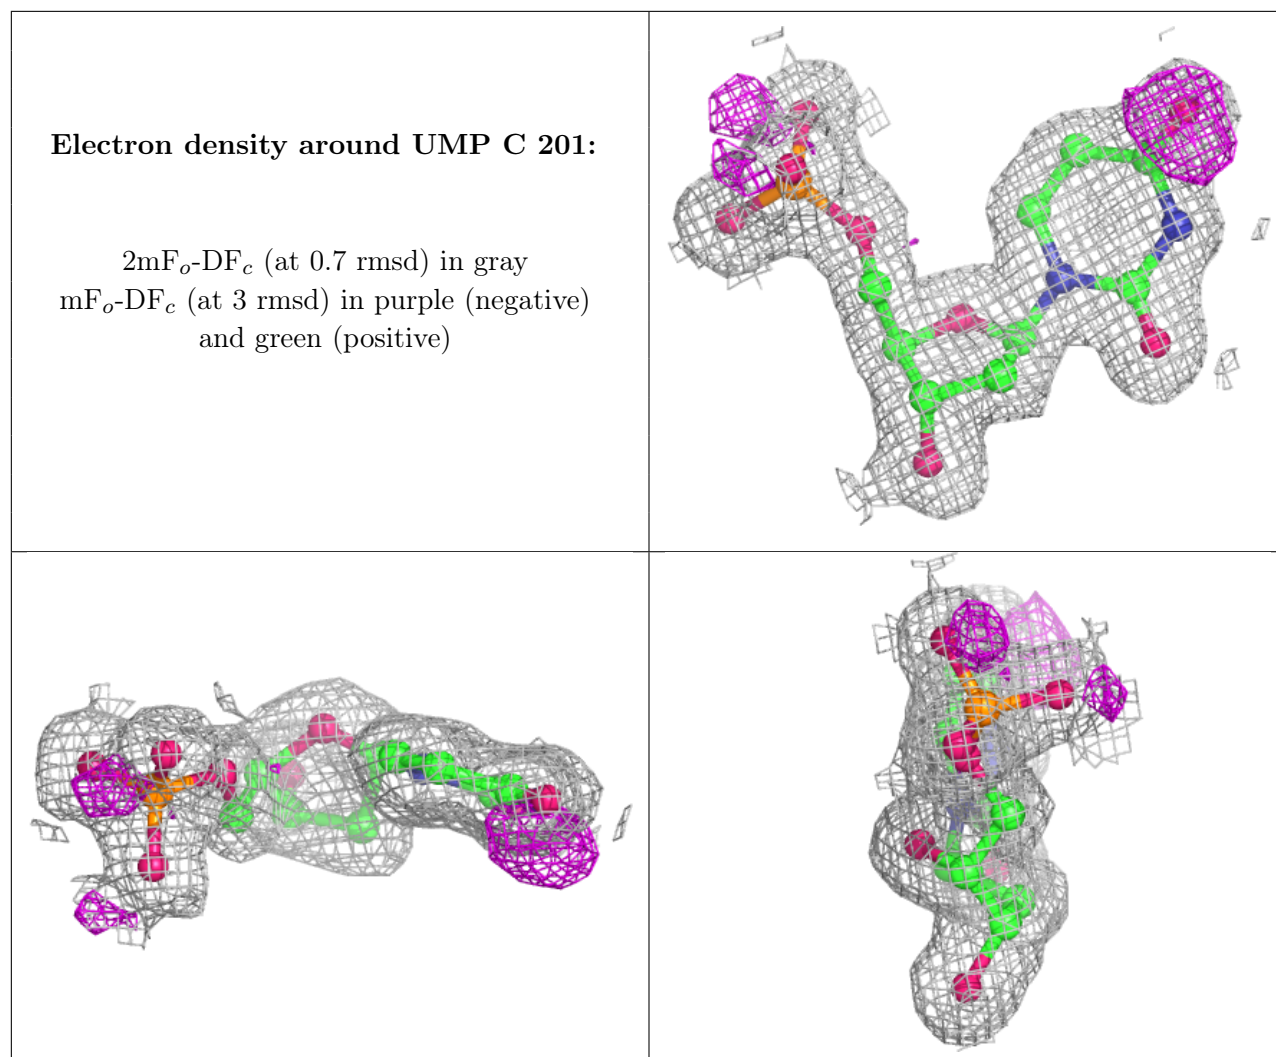 Electron density around UMP C 201:
2mFo-DFc (at 0.7 rmsd) in gray
mFo-DFc (at 3 rmsd) in purple (negative)
and green (positive)